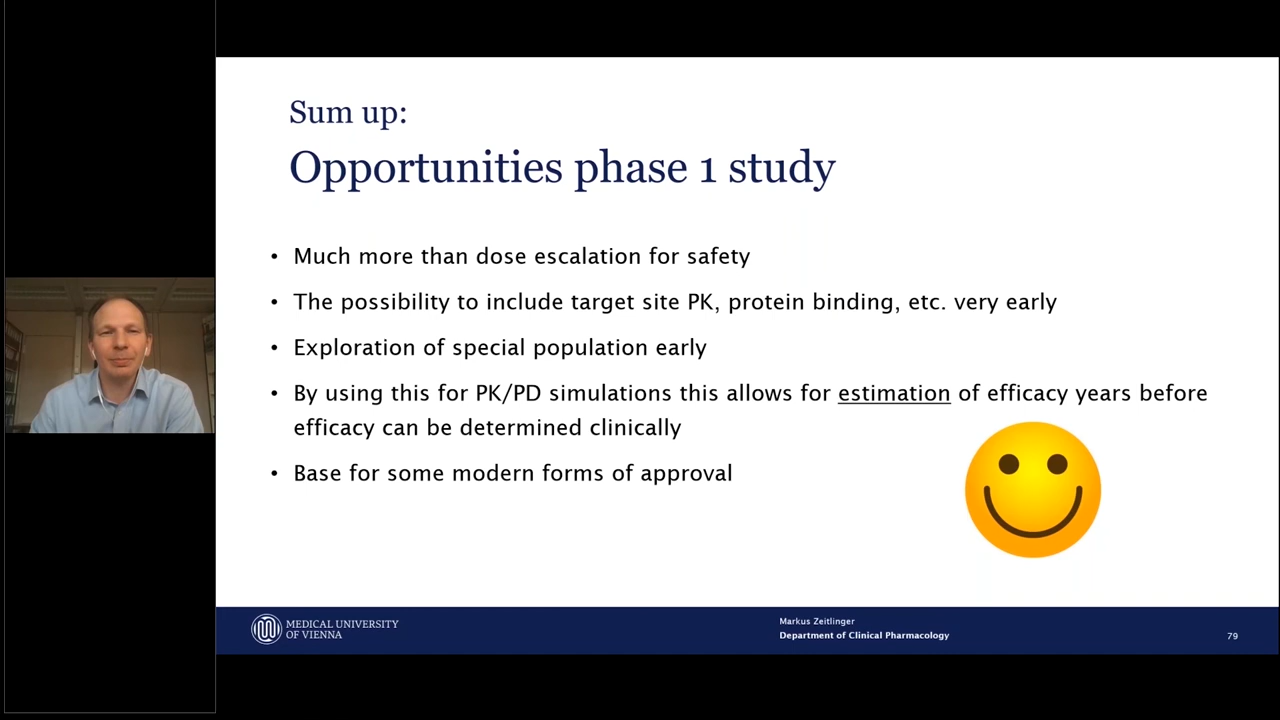 Sum up:
Opportunities phase 1 study
• Much more than dose escalation for safety
• The possibility to include target site PK, protein binding, etc. very early
• Exploration of special population early
• By using this for PK/PD simulations this allows for estimation of efficacy years before
efficacy can be determined clinically
• Base for some modern forms of approval
MEDICAL UNIVERSITY
OF VIENNA
Markus Zeitlinger
Department of Clinical Pharmacology
79